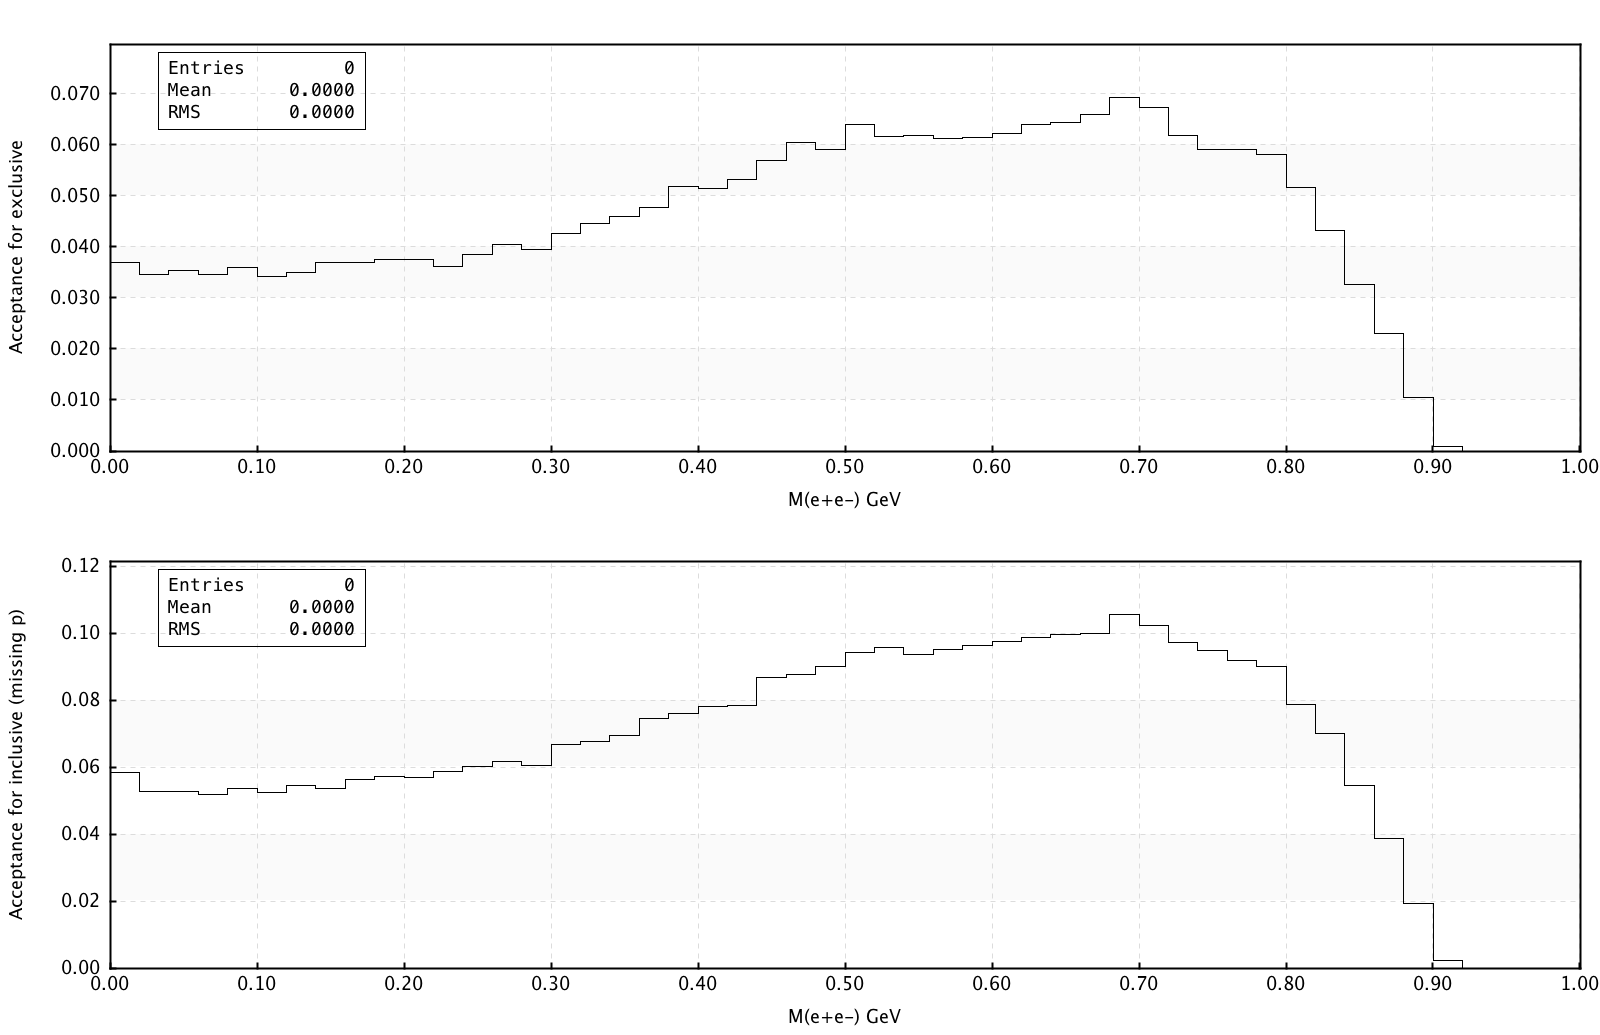 Entries 0
Mean 0.0000
RMS 0.0000
Acceptance for exclusive
0.070
0.060
0.050
0.040
0.030
0.020
0.010
0.000
0.00 0.10 0.20 0.30 0.40 0.50 0.60 0.70 0.80 0.90 1.00
M(e+e-) GeV
Entries 0
Mean 0.0000
RMS 0.0000
Acceptance for inclusive (missing p)
0.12
0.10
0.08
0.06
0.04
0.02
0.00
0.00 0.10 0.20 0.30 0.40 0.50 0.60 0.70 0.80 0.90 1.00
M(e+e-) GeV